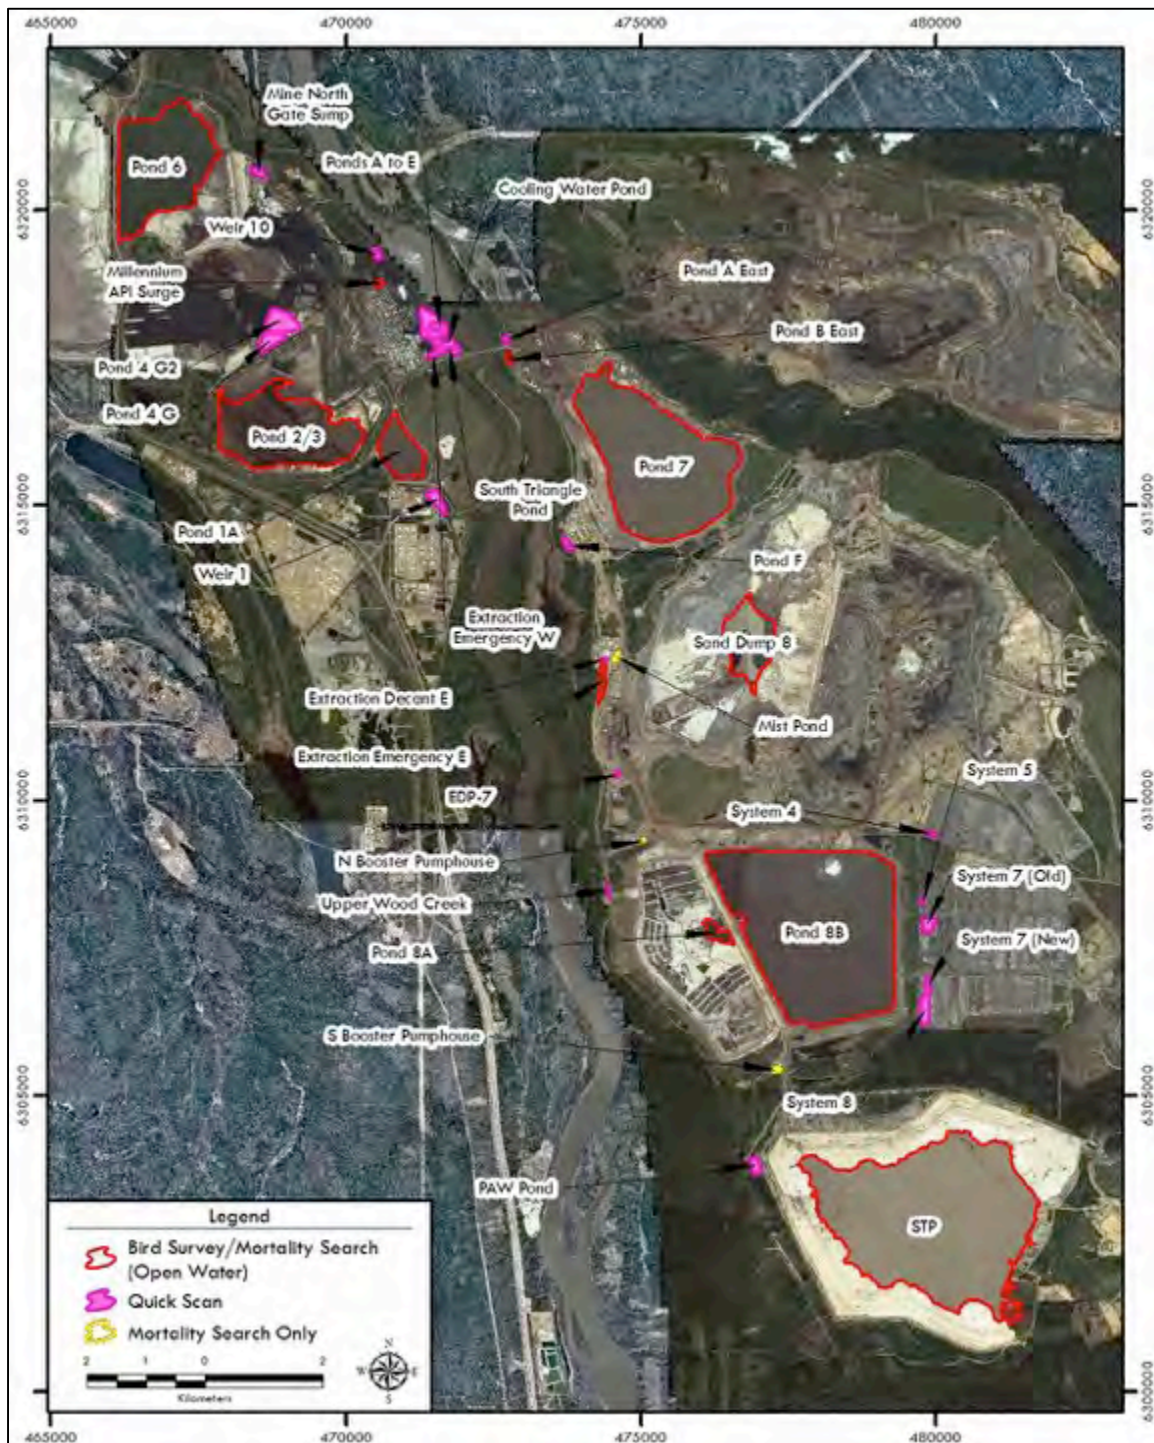 465000
470000
475000
480000
Mine North
Gate Sump
Ponds A to E
Pond 6
Cooling Water Pond
6320000
6320000
Weir 10
Millennium
API Surge
Pond A East
Pond B East
Pond 4 G2
Pond 4 G
Pond 2/3
Pond 7
South Triangle
Pond
6315000
6315000
Pond 1A
Weir 1
Pond F
Extraction
Emergency W
Sand Dump 8
Extraction Decant E
Mist Pond
Extraction Emergency E
System 5
EDP-7
System 4
6310000
6310000
N Booster Pumphouse
System 7 (Old)
Upper Wood Creek
Pond 8B
System 7 (New)
Pond 8A
S Booster Pumphouse
System 8
6305000
6305000
PAW Pond
STP
Legend
Bird Survey/Mortality Search
(Open Water)
Quick Scan
Mortality Search Only
2 1 0 2
Kilometers
N
W E
S
6300000
465000
470000
475000
480000